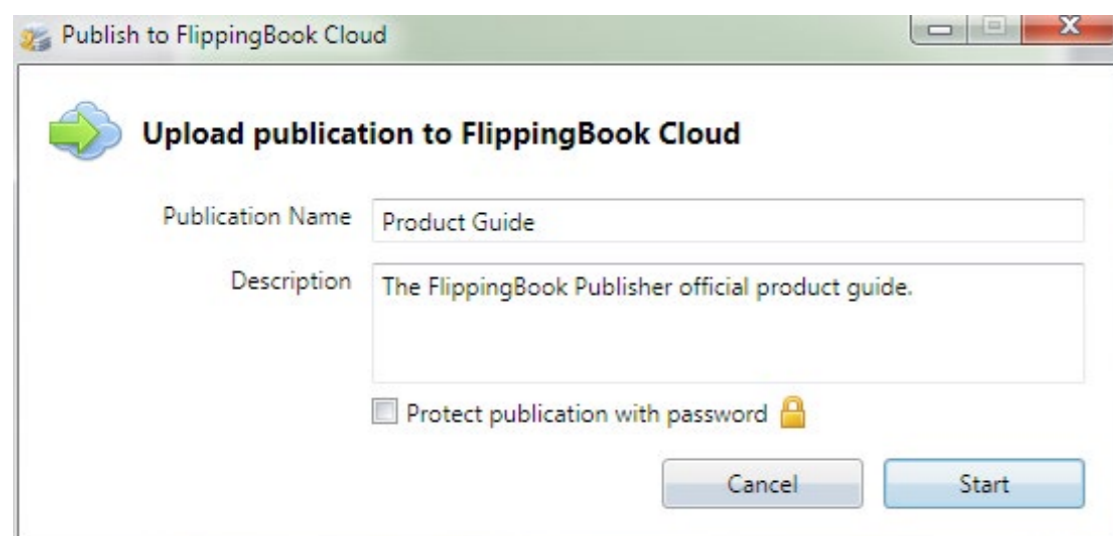 Publish to FlippingBook Cloud
Upload publication to FlippingBook Cloud
Publication Name Product Guide
Description The FlippingBook Publisher official product guide.
Protect publication with password
Cancel Start